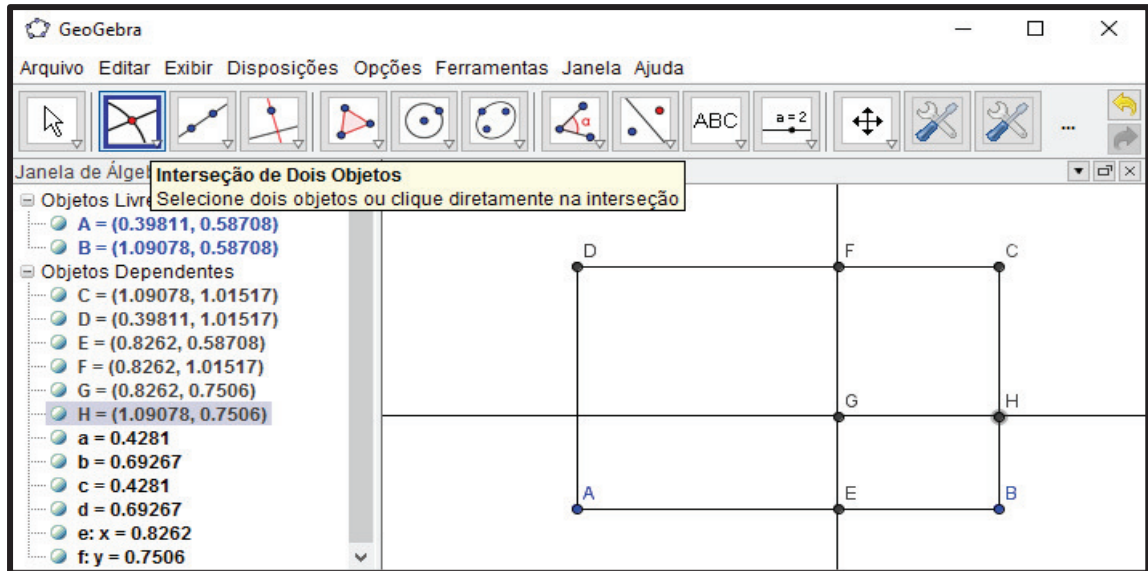 GeoGebra
Arquivo Editar Exibir Disposições Opções Ferramentas Janela Ajuda
α ABC a = 2 ...
Janela de Álge
Interseção de Dois Objetos
Selecione dois objetos ou clique diretamente na interseção
Objetos Livre
A = (0.39811, 0.58708)
B = (1.09078, 0.58708)
Objetos Dependentes
C = (1.09078, 1.01517)
D = (0.39811, 1.01517)
E = (0.8262, 0.58708)
F = (0.8262, 1.01517)
G = (0.8262, 0.7506)
H = (1.09078, 0.7506)
a = 0.4281
b = 0.69267
c = 0.4281
d = 0.69267
e: x = 0.8262
f: y = 0.7506
D F C
G H
A E B